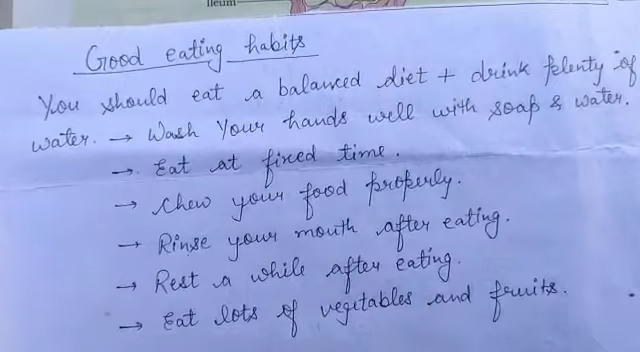 Ileum
Good eating habits
You should eat a balanced diet + drink plenty of
water. → Wash Your hands well with soap & water.
→ Eat at fixed time.
→ Chew your food properly.
→ Rinse your mouth after eating.
→ Rest a while after eating.
→ Eat lots of vegetables and fruits.